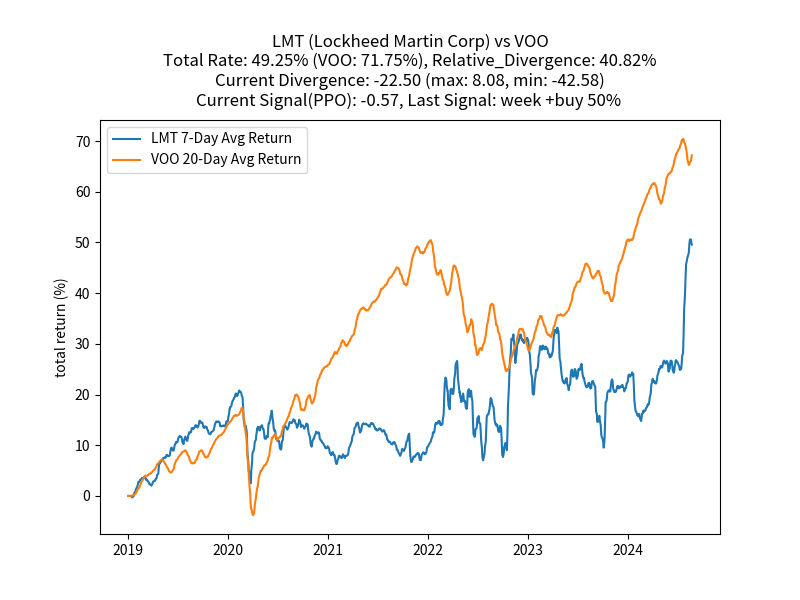 LMT (Lockheed Martin Corp) vs VOO
Total Rate: 49.25% (VOO: 71.75%), Relative_Divergence: 40.82%
Current Divergence: -22.50 (max: 8.08, min: -42.58)
Current Signal(PPO): -0.57, Last Signal: week +buy 50%
LMT 7-Day Avg Return
VOO 20-Day Avg Return
total return (%)
70
60
50
40
30
20
10
0
2019 2020 2021 2022 2023 2024